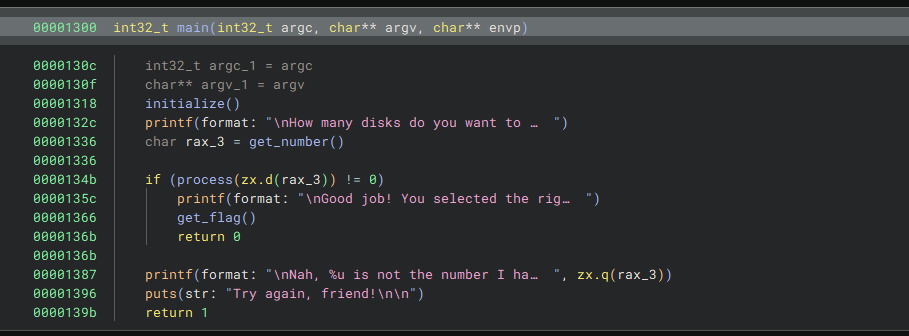 00001300 int32_t main(int32_t argc, char** argv, char** envp)
0000130c int32_t argc_1 = argc
0000130f char** argv_1 = argv
00001318 initialize()
0000132c printf(format: "\nHow many disks do you want to … ")
00001336 char rax_3 = get_number()
00001336
0000134b if (process(zx.d(rax_3)) != 0)
0000135c printf(format: "\nGood job! You selected the rig… ")
00001366 get_flag()
0000136b return 0
0000136b
00001387 printf(format: "\nNah, %u is not the number I ha… ", zx.q(rax_3))
00001396 puts(str: "Try again, friend!\n\n")
0000139b return 1